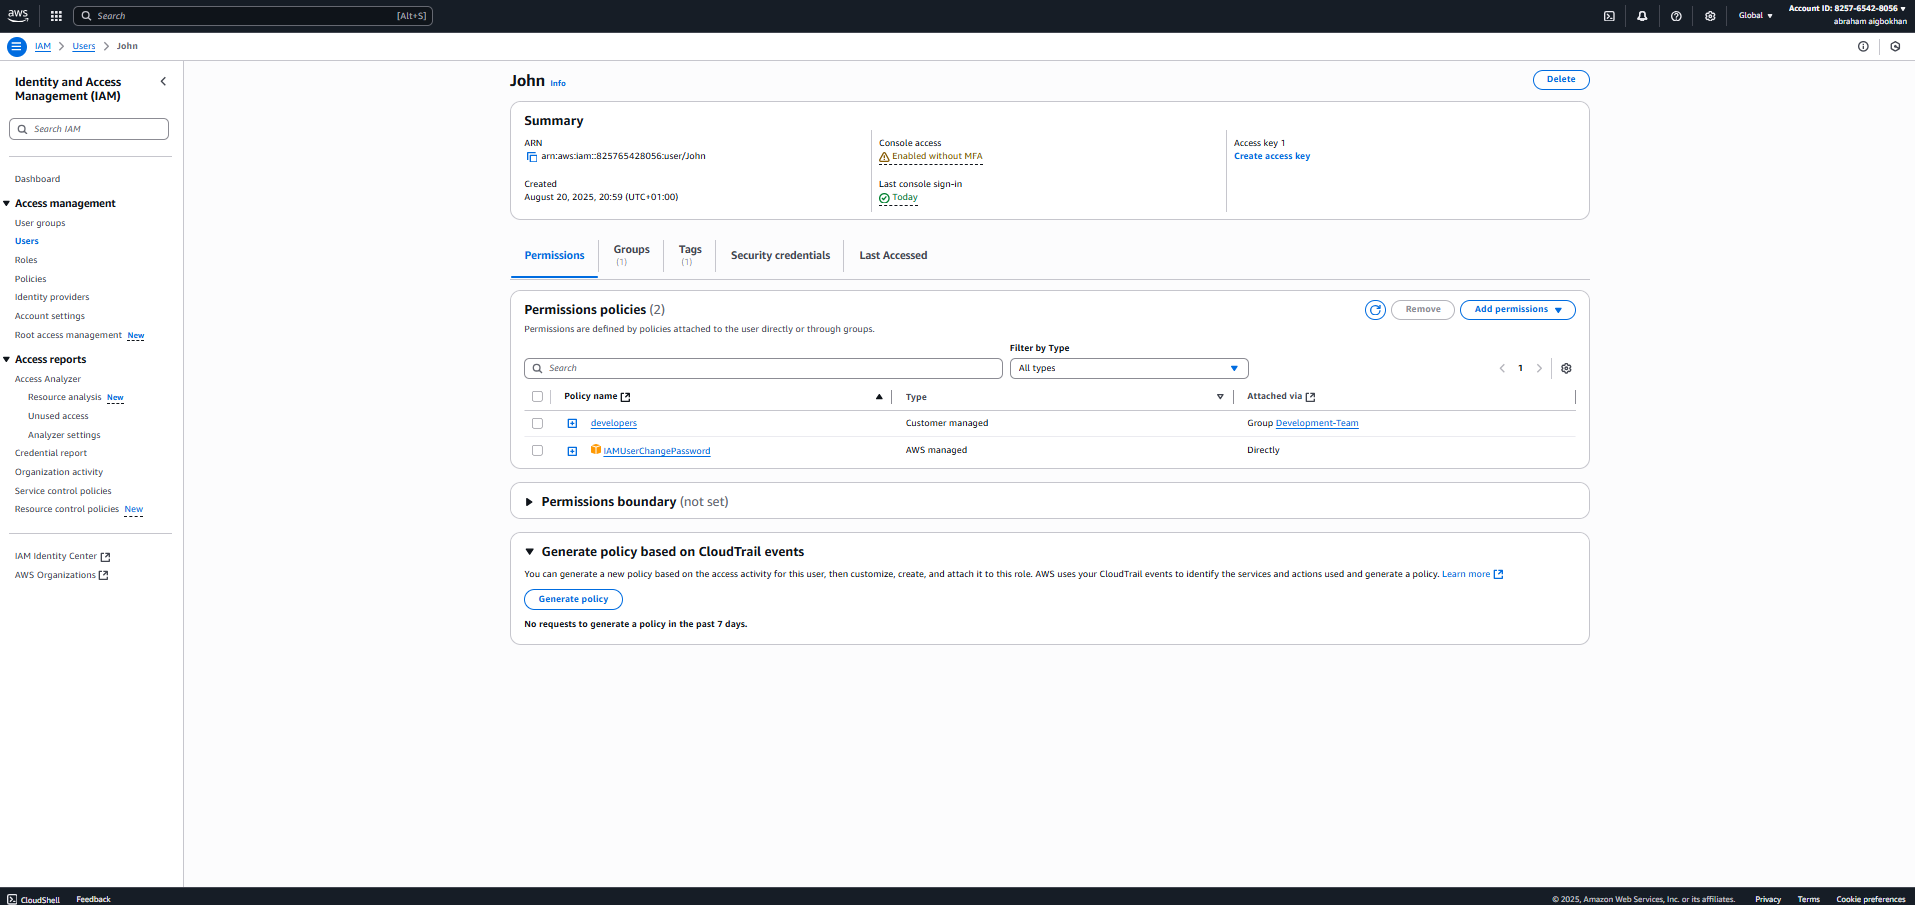 aws
Search [Alt+S]
Global
Account ID: 8257-6542-8056
abraham aigbokhan
IAM > Users > John
Identity and Access Management (IAM)
Search IAM
Dashboard
Access management
User groups
Users
Roles
Policies
Identity providers
Account settings
Root access management New
Access reports
Access Analyzer
Resource analysis New
Unused access
Analyzer settings
Credential report
Organization activity
Service control policies
Resource control policies New
IAM Identity Center
AWS Organizations
John Info
Delete
Summary
ARN
arn:aws:iam::825765428056:user/John
Created
August 20, 2025, 20:59 (UTC+01:00)
Console access
Enabled without MFA
Last console sign-in
Today
Access key 1
Create access key
Permissions
Groups
(1)
Tags
(1)
Security credentials
Last Accessed
Permissions policies (2)
Permissions are defined by policies attached to the user directly or through groups.
Remove
Add permissions
Filter by Type
Search
All types
1
Policy name Type Attached via
developers Customer managed Group Development-Team
IAMUserChangePassword AWS managed Directly
Permissions boundary (not set)
Generate policy based on CloudTrail events
You can generate a new policy based on the access activity for this user, then customize, create, and attach it to this role. AWS uses your CloudTrail events to identify the services and actions used and generate a policy. Learn more
Generate policy
No requests to generate a policy in the past 7 days.
CloudShell Feedback
© 2025, Amazon Web Services, Inc. or its affiliates. Privacy Terms Cookie preferences